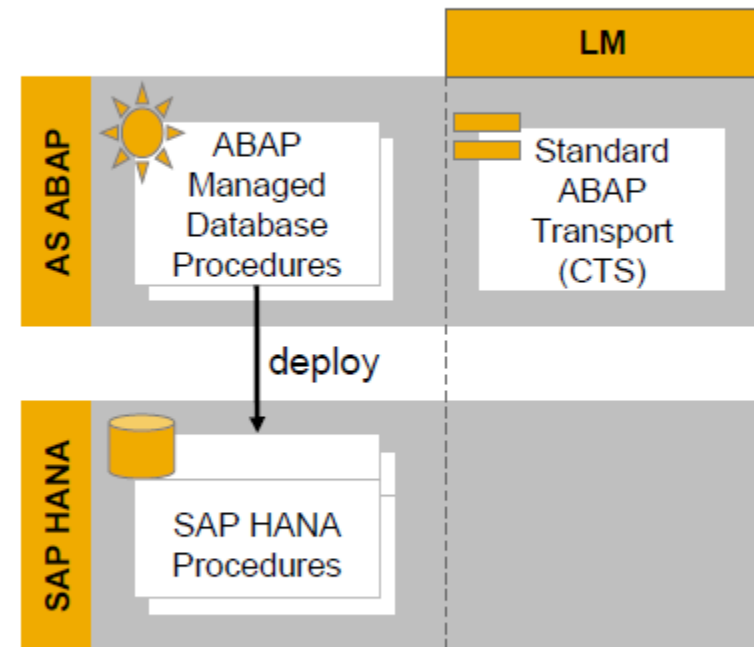 LM
AS ABAP
ABAP
Managed
Database
Procedures
Standard
ABAP
Transport
(CTS)
deploy
SAP HANA
SAP HANA
Procedures